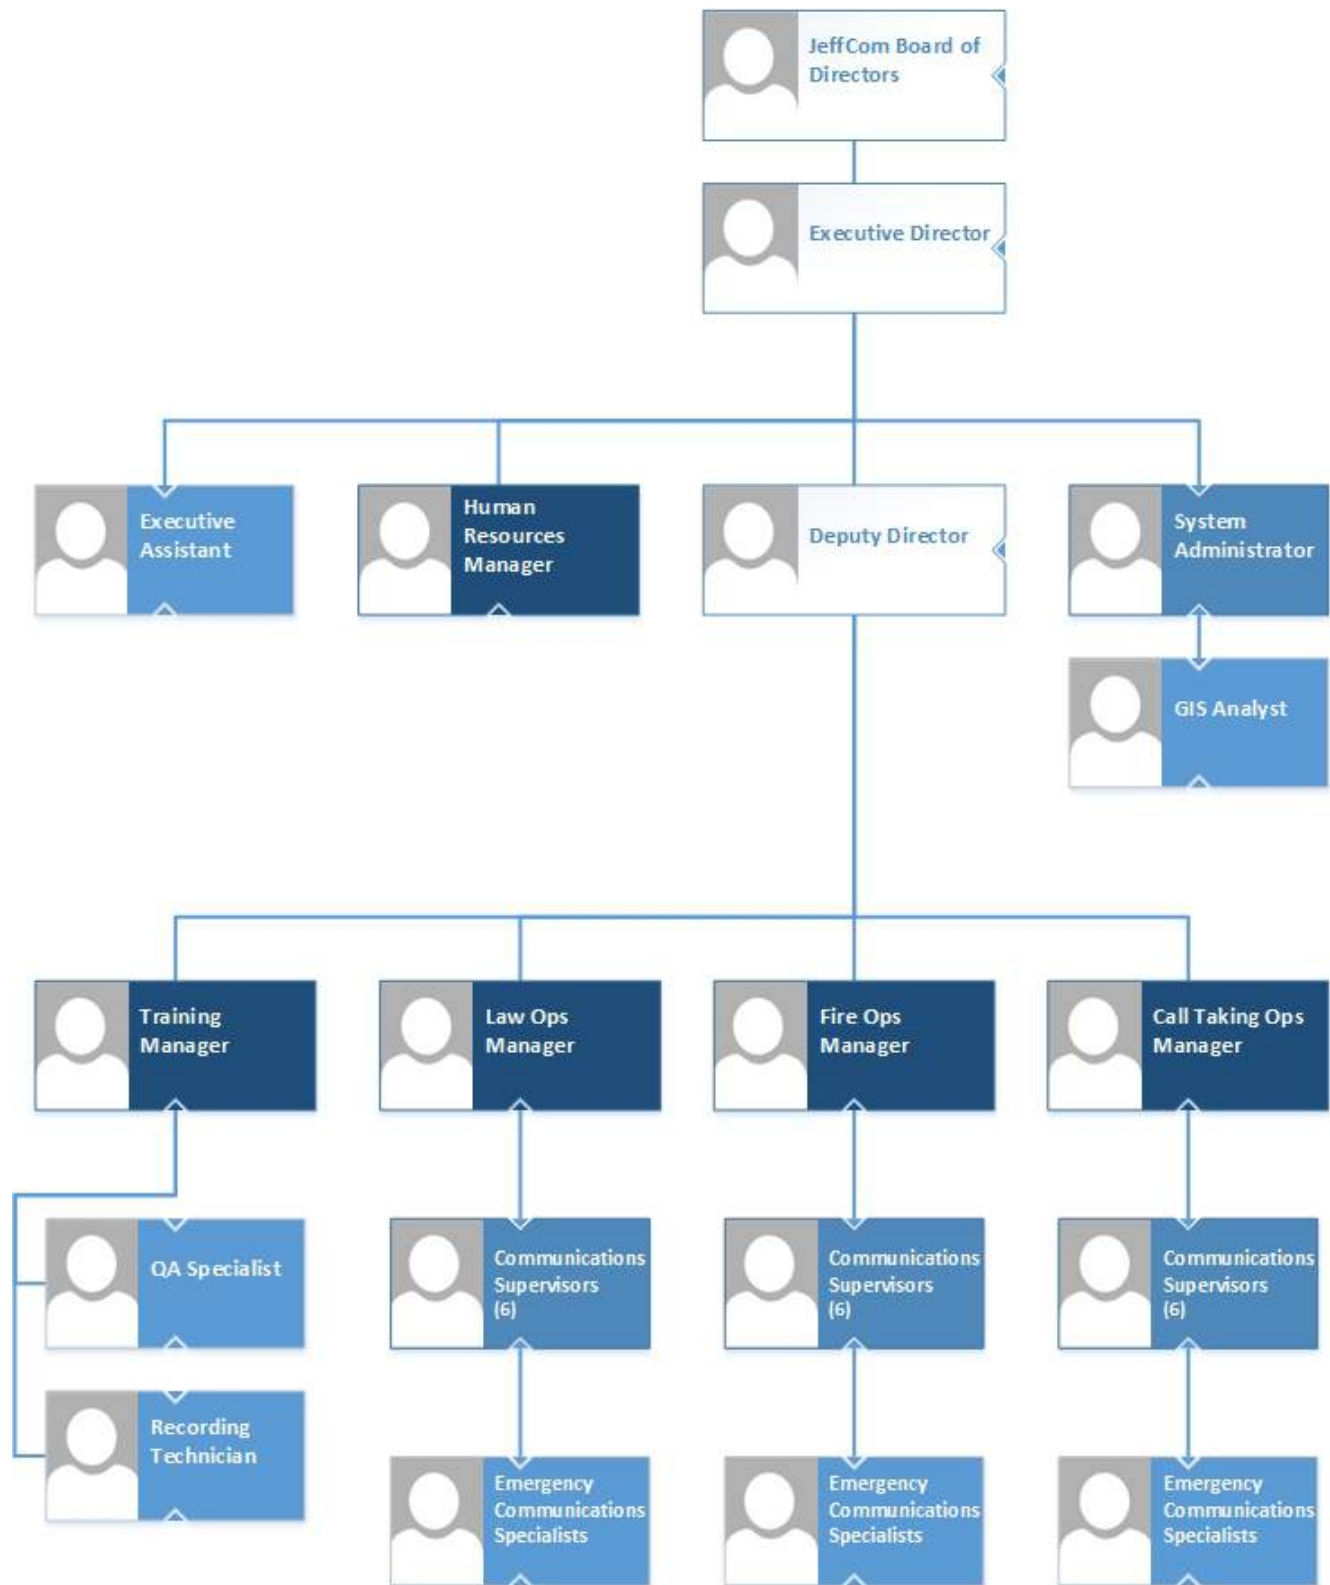 JeffCom Board of
Directors
Executive Director
Executive
Assistant
Human
Resources
Manager
Deputy Director
System
Administrator
GIS Analyst
Training
Manager
Law Ops
Manager
Fire Ops
Manager
Call Taking Ops
Manager
QA Specialist
Communications
Supervisors
(6)
Communications
Supervisors
(6)
Communications
Supervisors
(6)
Recording
Technician
Emergency
Communications
Specialists
Emergency
Communications
Specialists
Emergency
Communications
Specialists